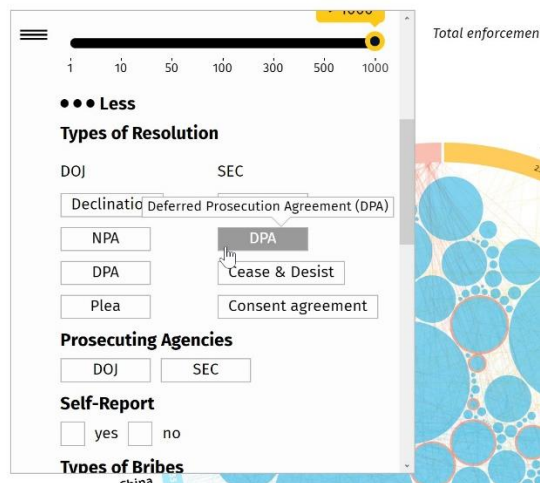 Total enforcemen
1 10 50 100 300 500 1000
Less
Types of Resolution
DOJ SEC
Declinatio
Deferred Prosecution Agreement (DPA)
NPA DPA
DPA Cease & Desist
Plea Consent agreement
Prosecuting Agencies
DOJ SEC
Self-Report
yes no
Types of Bribes
China